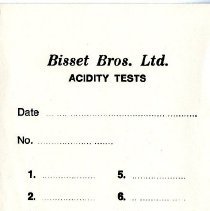 Bisset Bros. Ltd.
ACIDITY TESTS
Date ........................................
No. ....................
1. .................... 5. ....................
2. .................... 6. ....................